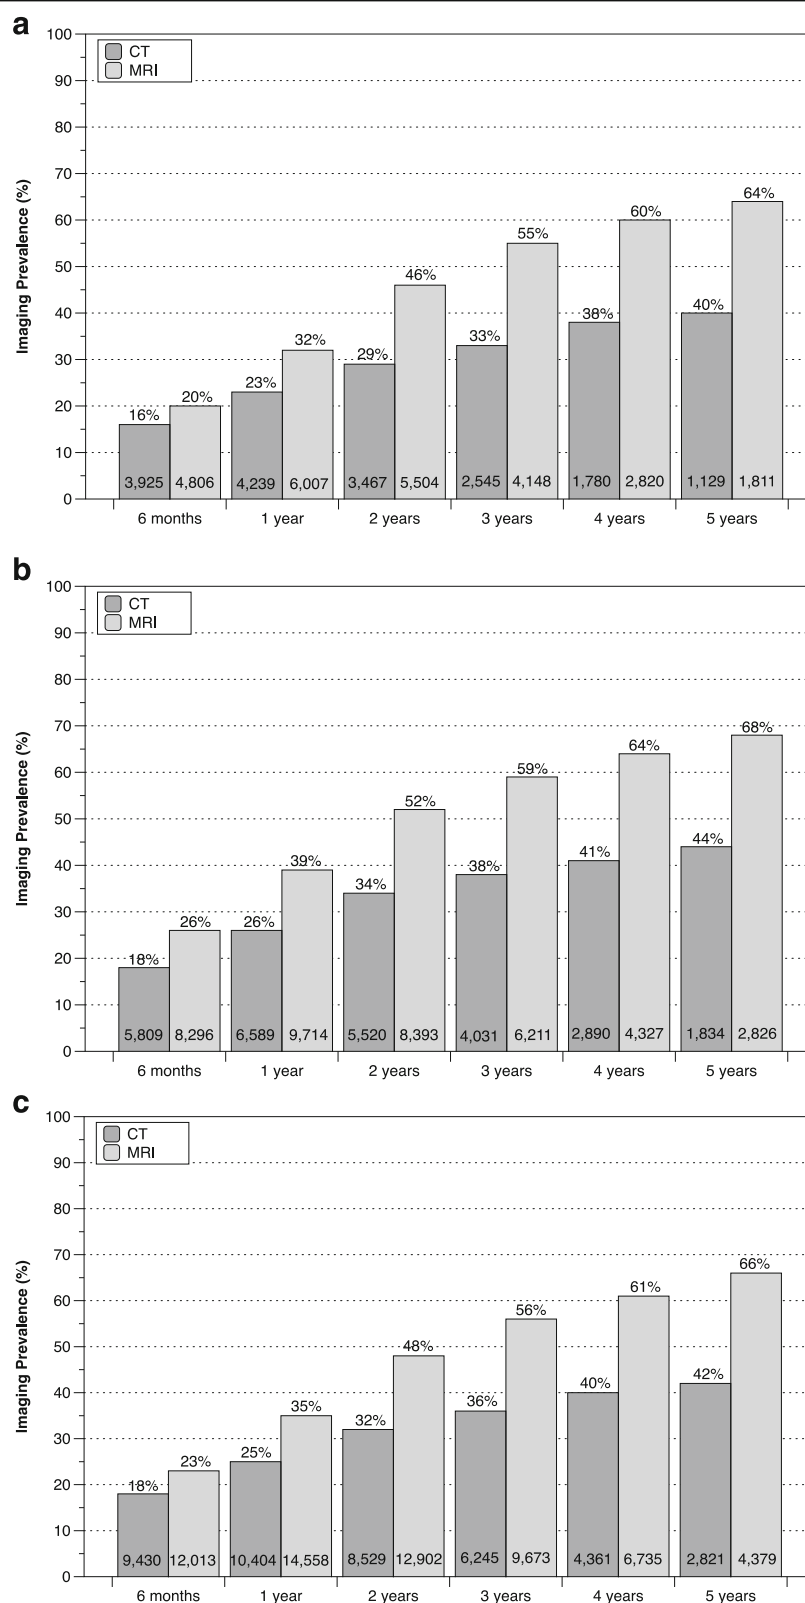 a
CT
MRI
Imaging Prevalence (%)
100
90
80
70
60
50
40
30
20
10
0
16% 20% 23% 32% 29% 46% 33% 55% 38% 60% 40% 64%
3,925 4,806 4,239 6,007 3,467 5,504 2,545 4,148 1,780 2,820 1,129 1,811
6 months 1 year 2 years 3 years 4 years 5 years
b
CT
MRI
Imaging Prevalence (%)
100
90
80
70
60
50
40
30
20
10
0
18% 26% 26% 39% 34% 52% 38% 59% 41% 64% 44% 68%
5,809 8,296 6,589 9,714 5,520 8,393 4,031 6,211 2,890 4,327 1,834 2,826
6 months 1 year 2 years 3 years 4 years 5 years
c
CT
MRI
Imaging Prevalence (%)
100
90
80
70
60
50
40
30
20
10
0
18% 23% 25% 35% 32% 48% 36% 56% 40% 61% 42% 66%
9,430 12,013 10,404 14,558 8,529 12,902 6,245 9,673 4,361 6,735 2,821 4,379
6 months 1 year 2 years 3 years 4 years 5 years